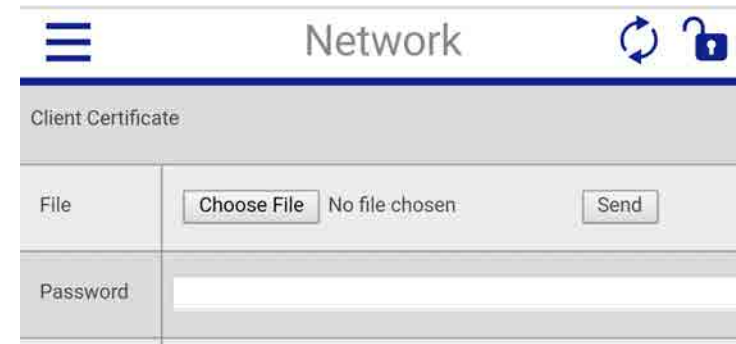 Network
Client Certificate
File Choose File No file chosen Send
Password